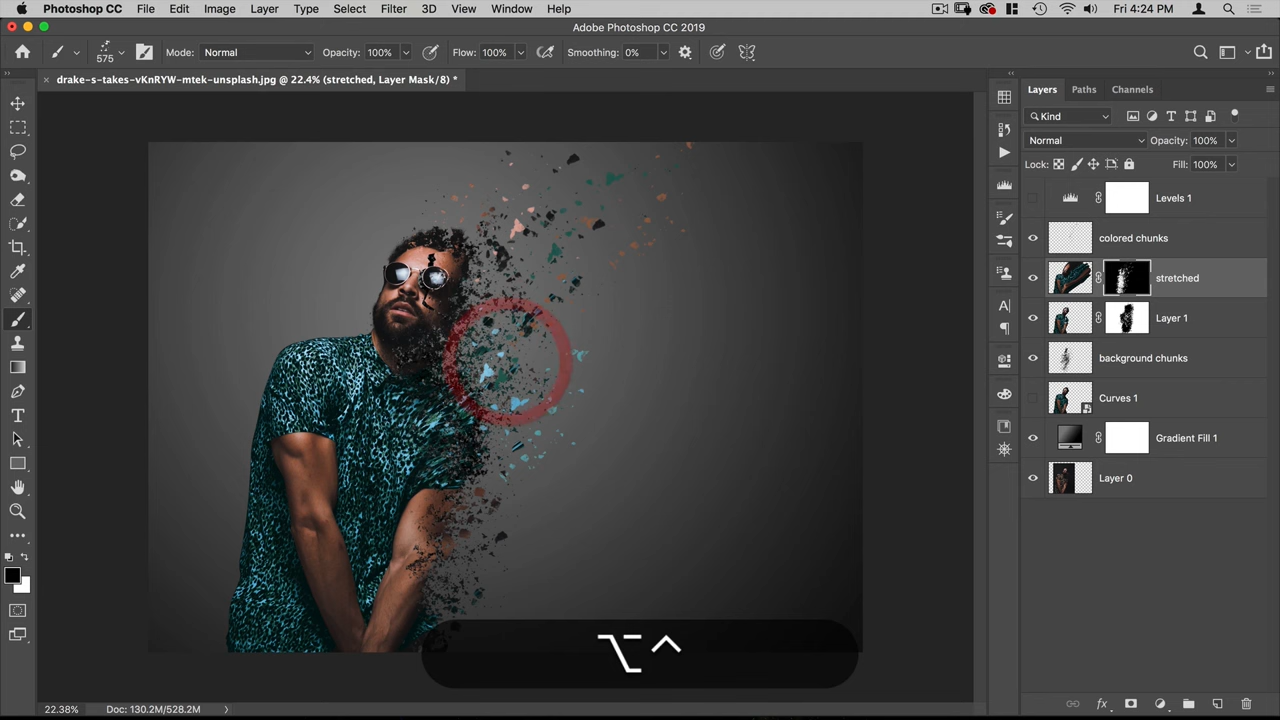 Photoshop CC File Edit Image Layer Type Select Filter 3D View Window Help Fri 4:24 PM
Adobe Photoshop CC 2019
575 Mode: Normal Opacity: 100% Flow: 100% Smoothing: 0%
× drake-s-takes-vKnRYW-mtek-unsplash.jpg @ 22.4% (stretched, Layer Mask/8) *
Layers Paths Channels
Kind
Normal Opacity: 100%
Lock: Fill: 100%
Levels 1
colored chunks
stretched
Layer 1
background chunks
Curves 1
Gradient Fill 1
Layer 0
⌥ ⌃
22.38% Doc: 130.2M/528.2M